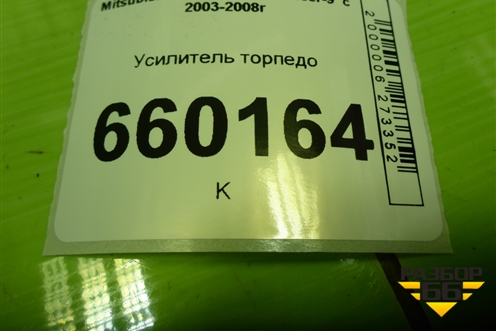 2003-2008г
Усилитель торпедо
660164
К
2000006273352
РАЗБОР
66